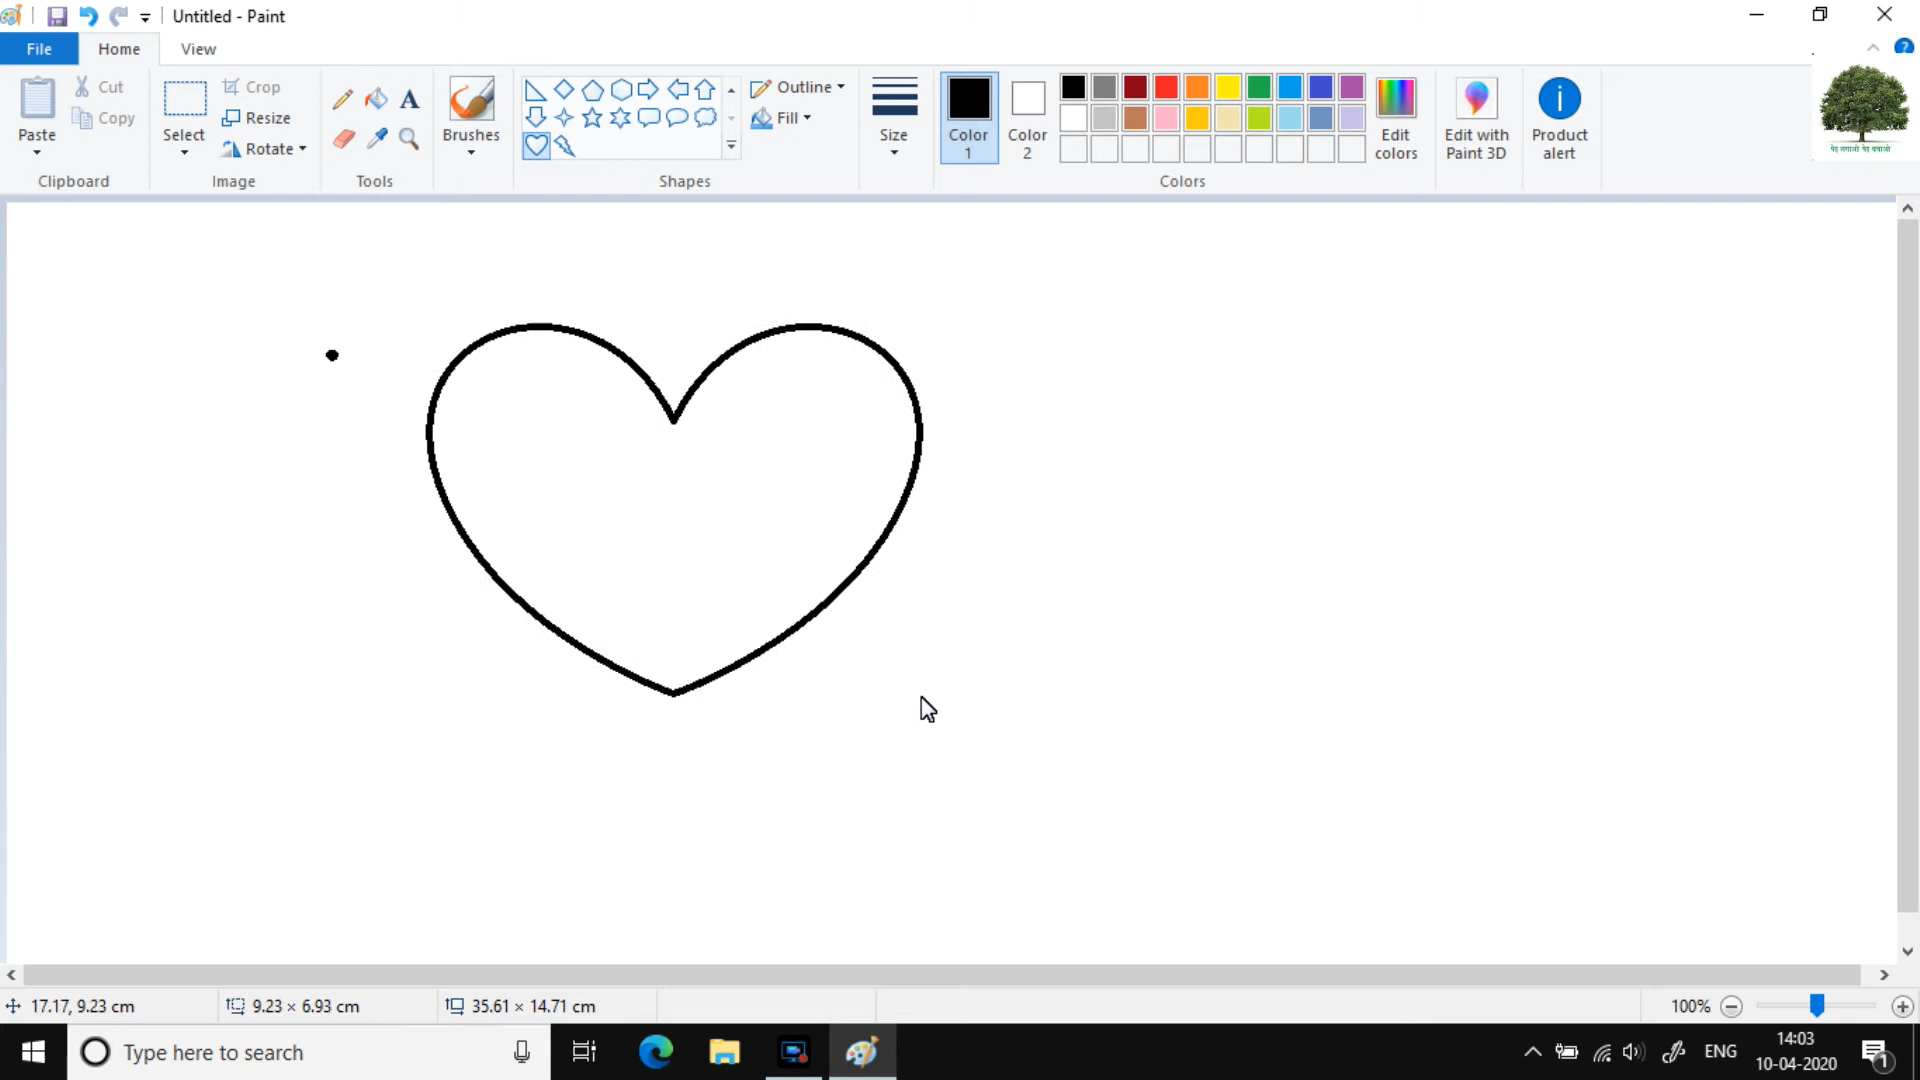 Untitled - Paint
File Home View
Paste
Cut
Copy
Clipboard
Select
Crop
Resize
Rotate
Image
A
Tools
Brushes
Outline
Fill
Shapes
Size
Color 1
Color 2
Edit colors
Colors
Edit with Paint 3D
Product alert
पेड़ लगाओ पेड़ बचाओ
17.17, 9.23 cm
9.23 × 6.93 cm
35.61 × 14.71 cm
100%
Type here to search
ENG
14:03
10-04-2020
1